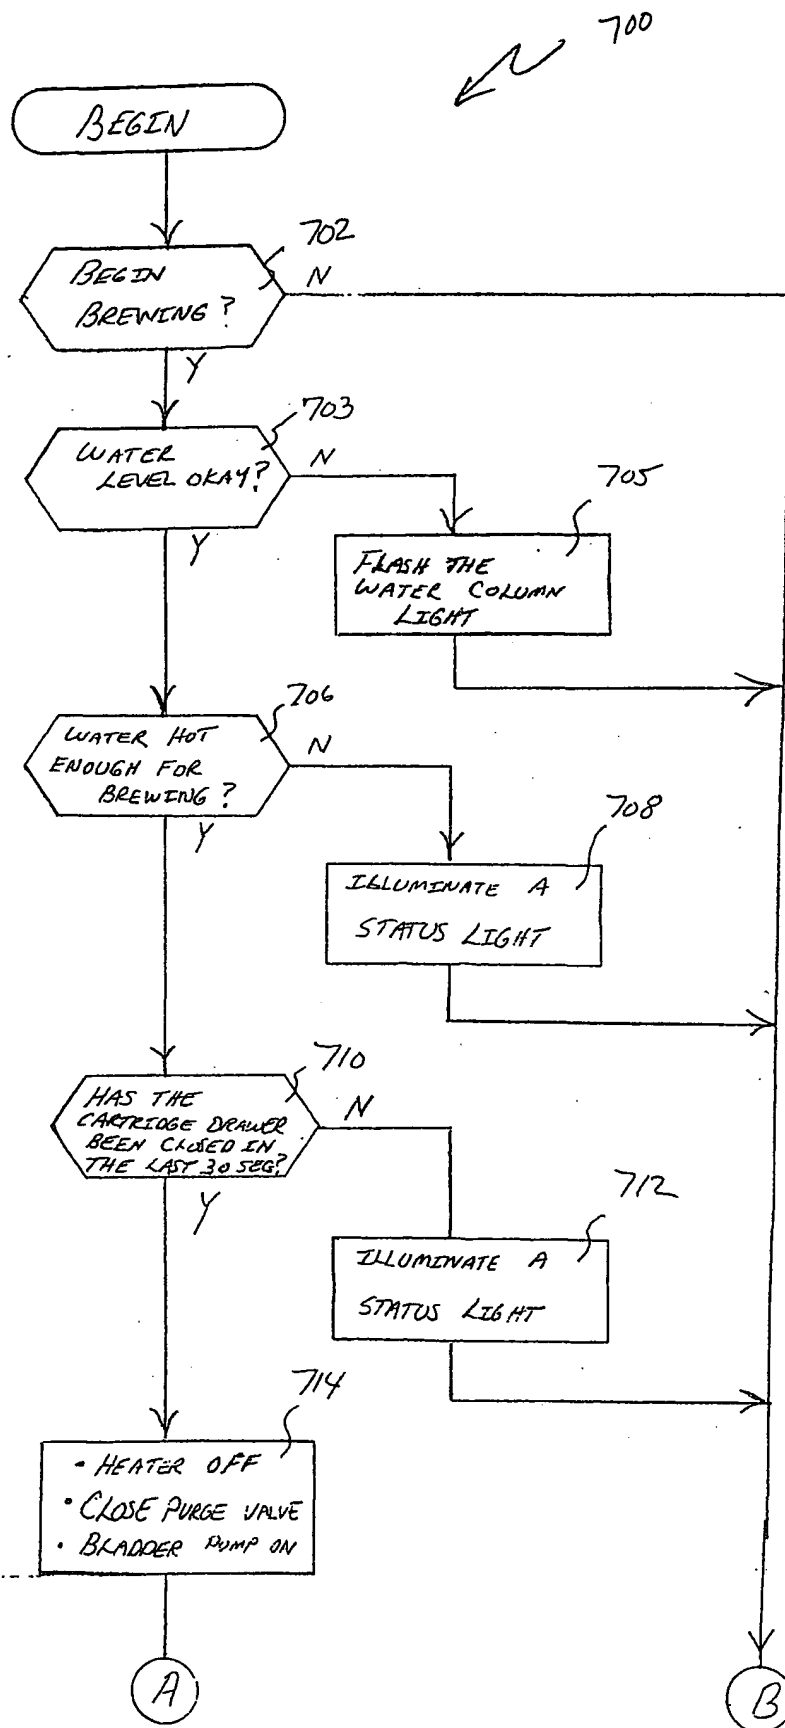 700
BEGIN
702
BEGIN
BREWING?
N
Y
703
WATER
LEVEL OKAY?
N
Y
705
FLASH THE
WATER COLUMN
LIGHT
706
WATER HOT
ENOUGH FOR
BREWING?
N
Y
708
ILLUMINATE A
STATUS LIGHT
710
HAS THE
CARTRIDGE DRAWER
BEEN CLOSED IN
THE LAST 30 SEC?
N
Y
712
ILLUMINATE A
STATUS LIGHT
714
• HEATER OFF
• CLOSE PURGE VALVE
• BLADDER PUMP ON
A
B